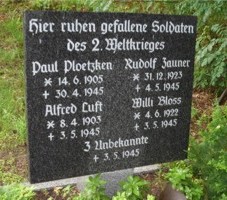 Hier ruhen gefallene Soldaten
des 2. Weltkrieges
Paul Ploetzken
* 14.6.1905
+ 30.4.1945
Rudolf Zauner
* 31.12.1923
+ 4.5.1945
Alfred Luft
* 8.4.1903
+ 3.5.1945
Willi Bloss
* 4.6.1922
+ 3.5.1945
3 Unbekannte
+ 3.5.1945